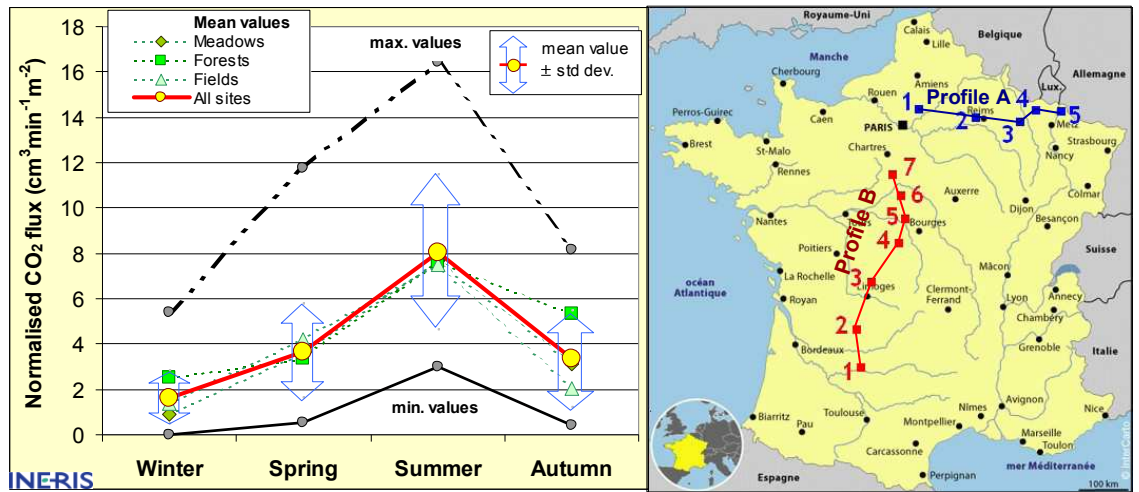 Normalised CO₂ flux (cm³min⁻¹m⁻²)
18
16
14
12
10
8
6
4
2
0
Mean values
Meadows
Forests
Fields
All sites
max. values
mean value
± std dev.
min. values
Winter
Spring
Summer
Autumn
INERIS
Royaume-Uni
Calais
Lille
Belgique
Manche
Allemagne
Cherbourg
Amiens
Lux.
Rouen
1
Profile A
4
Perros-Guirec
Caen
PARIS
2
Reims
3
5
Metz
Brest
St-Malo
Chartres
Nancy
Strasbourg
Rennes
7
Colmar
6
Auxerre
Dijon
Nantes
5
Bourges
Besançon
Profile B
4
Poitiers
Suisse
3
Mâcon
océan
Atlantique
La Rochelle
Limoges
Royan
Clermont-
Ferrand
Lyon
Annecy
Chambéry
2
Grenoble
Bordeaux
Italie
1
Biarritz
Pau
Toulouse
Montpellier
Nîmes
Avignon
Nice
Carcassonne
Marseille
Toulon
Espagne
Perpignan
mer Méditerranée
100 km
© InterCarto